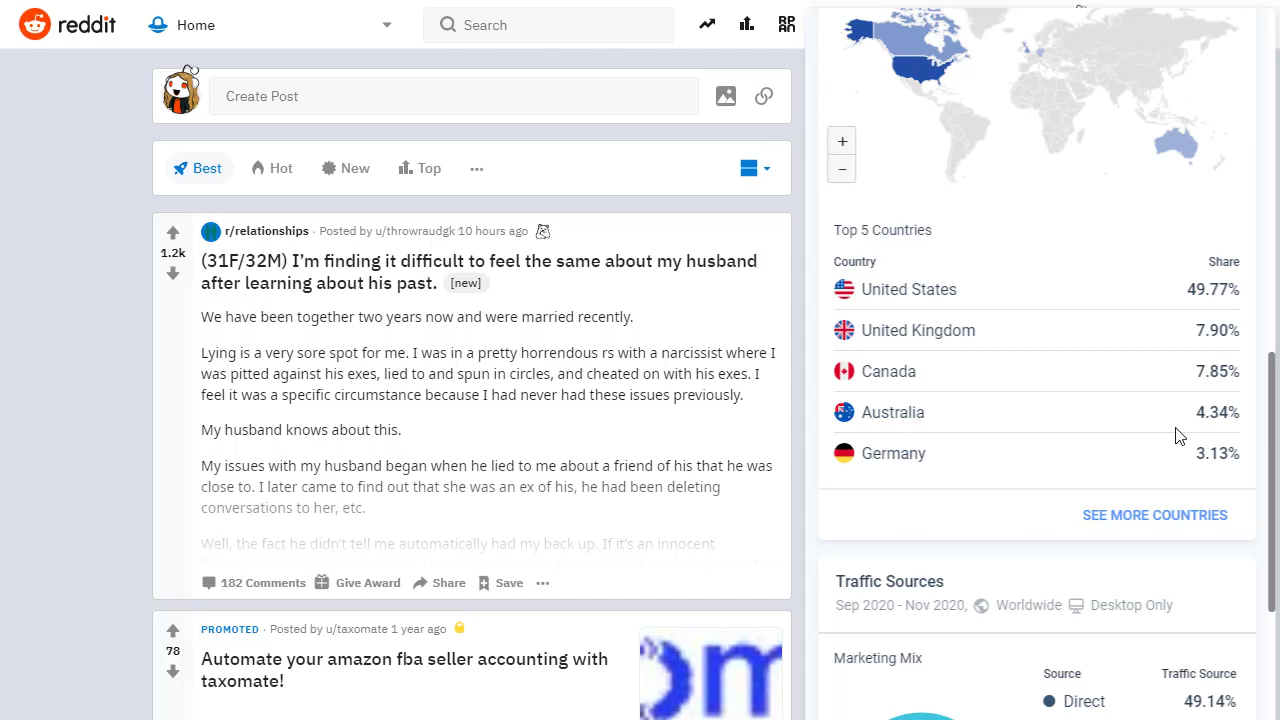 reddit
Home
Search
Create Post
Best
Hot
New
Top
r/relationships · Posted by u/throwraudgk 10 hours ago
1.2k
(31F/32M) I’m finding it difficult to feel the same about my husband
after learning about his past. [new]
We have been together two years now and were married recently.
Lying is a very sore spot for me. I was in a pretty horrendous rs with a narcissist where I
was pitted against his exes, lied to and spun in circles, and cheated on with his exes. I
feel it was a specific circumstance because I had never had these issues previously.
My husband knows about this.
My issues with my husband began when he lied to me about a friend of his that he was
close to. I later came to find out that she was an ex of his, he had been deleting
conversations to her, etc.
Well, the fact he didn't tell me automatically had my back up. If it's an innocent
182 Comments Give Award Share Save
PROMOTED · Posted by u/taxomate 1 year ago
78
Automate your amazon fba seller accounting with
taxomate!
om
+
−
Top 5 Countries
Country Share
United States 49.77%
United Kingdom 7.90%
Canada 7.85%
Australia 4.34%
Germany 3.13%
SEE MORE COUNTRIES
Traffic Sources
Sep 2020 - Nov 2020, Worldwide Desktop Only
Marketing Mix
Source Traffic Source
Direct 49.14%